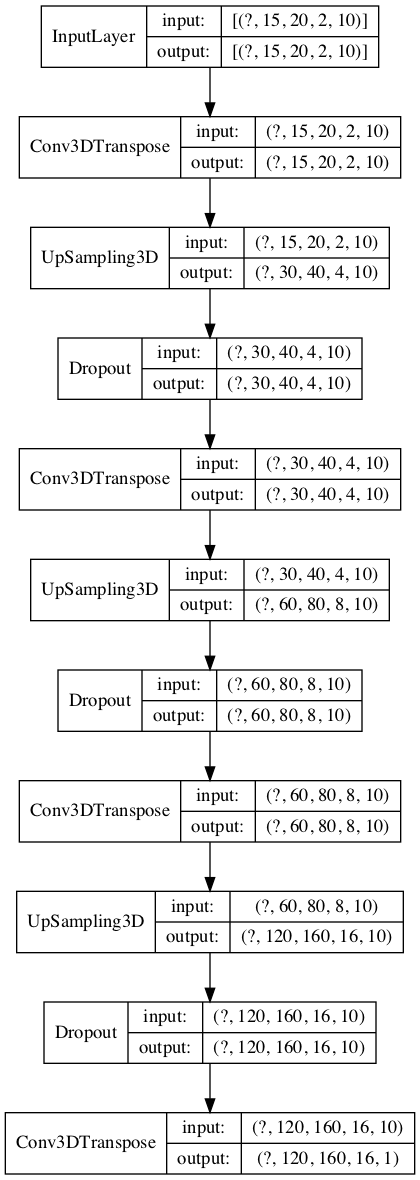 InputLayer
input: [(?, 15, 20, 2, 10)]
output: [(?, 15, 20, 2, 10)]
Conv3DTranspose
input: (?, 15, 20, 2, 10)
output: (?, 15, 20, 2, 10)
UpSampling3D
input: (?, 15, 20, 2, 10)
output: (?, 30, 40, 4, 10)
Dropout
input: (?, 30, 40, 4, 10)
output: (?, 30, 40, 4, 10)
Conv3DTranspose
input: (?, 30, 40, 4, 10)
output: (?, 30, 40, 4, 10)
UpSampling3D
input: (?, 30, 40, 4, 10)
output: (?, 60, 80, 8, 10)
Dropout
input: (?, 60, 80, 8, 10)
output: (?, 60, 80, 8, 10)
Conv3DTranspose
input: (?, 60, 80, 8, 10)
output: (?, 60, 80, 8, 10)
UpSampling3D
input: (?, 60, 80, 8, 10)
output: (?, 120, 160, 16, 10)
Dropout
input: (?, 120, 160, 16, 10)
output: (?, 120, 160, 16, 10)
Conv3DTranspose
input: (?, 120, 160, 16, 10)
output: (?, 120, 160, 16, 1)